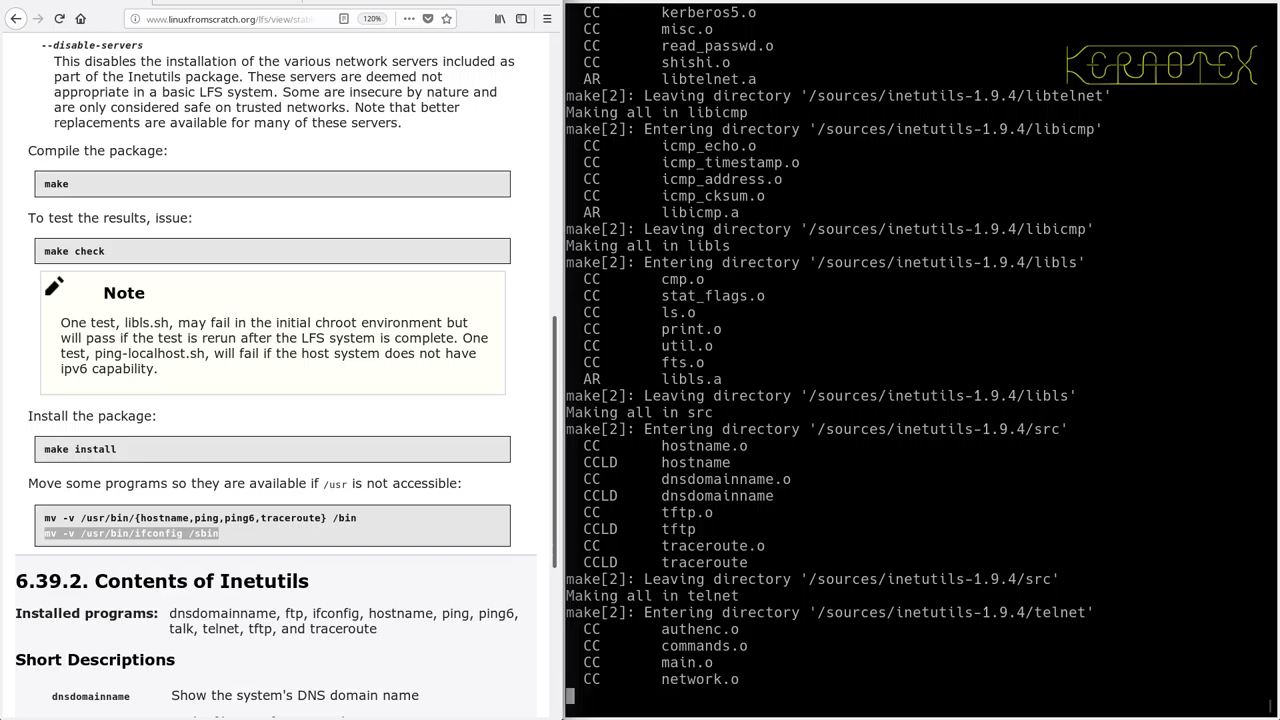 www.linuxfromscratch.org/lfs/view/stab
120%
--disable-servers
This disables the installation of the various network servers included as
part of the Inetutils package. These servers are deemed not
appropriate in a basic LFS system. Some are insecure by nature and
are only considered safe on trusted networks. Note that better
replacements are available for many of these servers.
Compile the package:
make
To test the results, issue:
make check
Note
One test, libls.sh, may fail in the initial chroot environment but
will pass if the test is rerun after the LFS system is complete. One
test, ping-localhost.sh, will fail if the host system does not have
ipv6 capability.
Install the package:
make install
Move some programs so they are available if /usr is not accessible:
mv -v /usr/bin/{hostname,ping,ping6,traceroute} /bin
mv -v /usr/bin/ifconfig /sbin
6.39.2. Contents of Inetutils
Installed programs: dnsdomainname, ftp, ifconfig, hostname, ping, ping6,
talk, telnet, tftp, and traceroute
Short Descriptions
dnsdomainname Show the system's DNS domain name
CC kerberos5.o
CC misc.o
CC read_passwd.o
CC shishi.o
AR libtelnet.a
make[2]: Leaving directory '/sources/inetutils-1.9.4/libtelnet'
Making all in libicmp
make[2]: Entering directory '/sources/inetutils-1.9.4/libicmp'
CC icmp_echo.o
CC icmp_timestamp.o
CC icmp_address.o
CC icmp_cksum.o
AR libicmp.a
make[2]: Leaving directory '/sources/inetutils-1.9.4/libicmp'
Making all in libls
make[2]: Entering directory '/sources/inetutils-1.9.4/libls'
CC cmp.o
CC stat_flags.o
CC ls.o
CC print.o
CC util.o
CC fts.o
AR libls.a
make[2]: Leaving directory '/sources/inetutils-1.9.4/libls'
Making all in src
make[2]: Entering directory '/sources/inetutils-1.9.4/src'
CC hostname.o
CCLD hostname
CC dnsdomainname.o
CCLD dnsdomainname
CC tftp.o
CCLD tftp
CC traceroute.o
CCLD traceroute
make[2]: Leaving directory '/sources/inetutils-1.9.4/src'
Making all in telnet
make[2]: Entering directory '/sources/inetutils-1.9.4/telnet'
CC authenc.o
CC commands.o
CC main.o
CC network.o